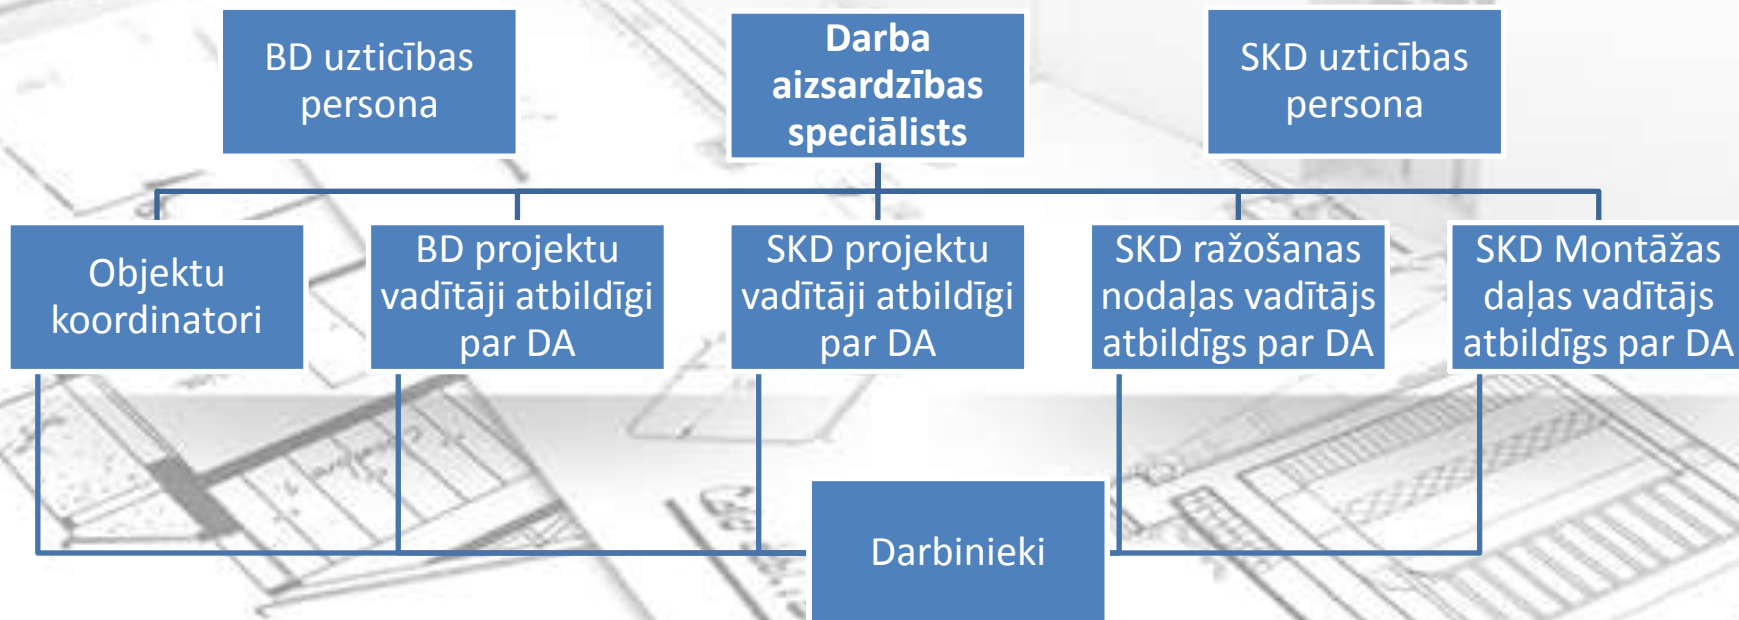 BD uzticības
persona
Darba
aizsardzības
speciālists
SKD uzticības
persona
Objektu
koordinatori
BD projektu
vadītāji atbildīgi
par DA
SKD projektu
vadītāji atbildīgi
par DA
SKD ražošanas
nodaļas vadītājs
atbildīgs par DA
SKD Montāžas
daļas vadītājs
atbildīgs par DA
Darbinieki